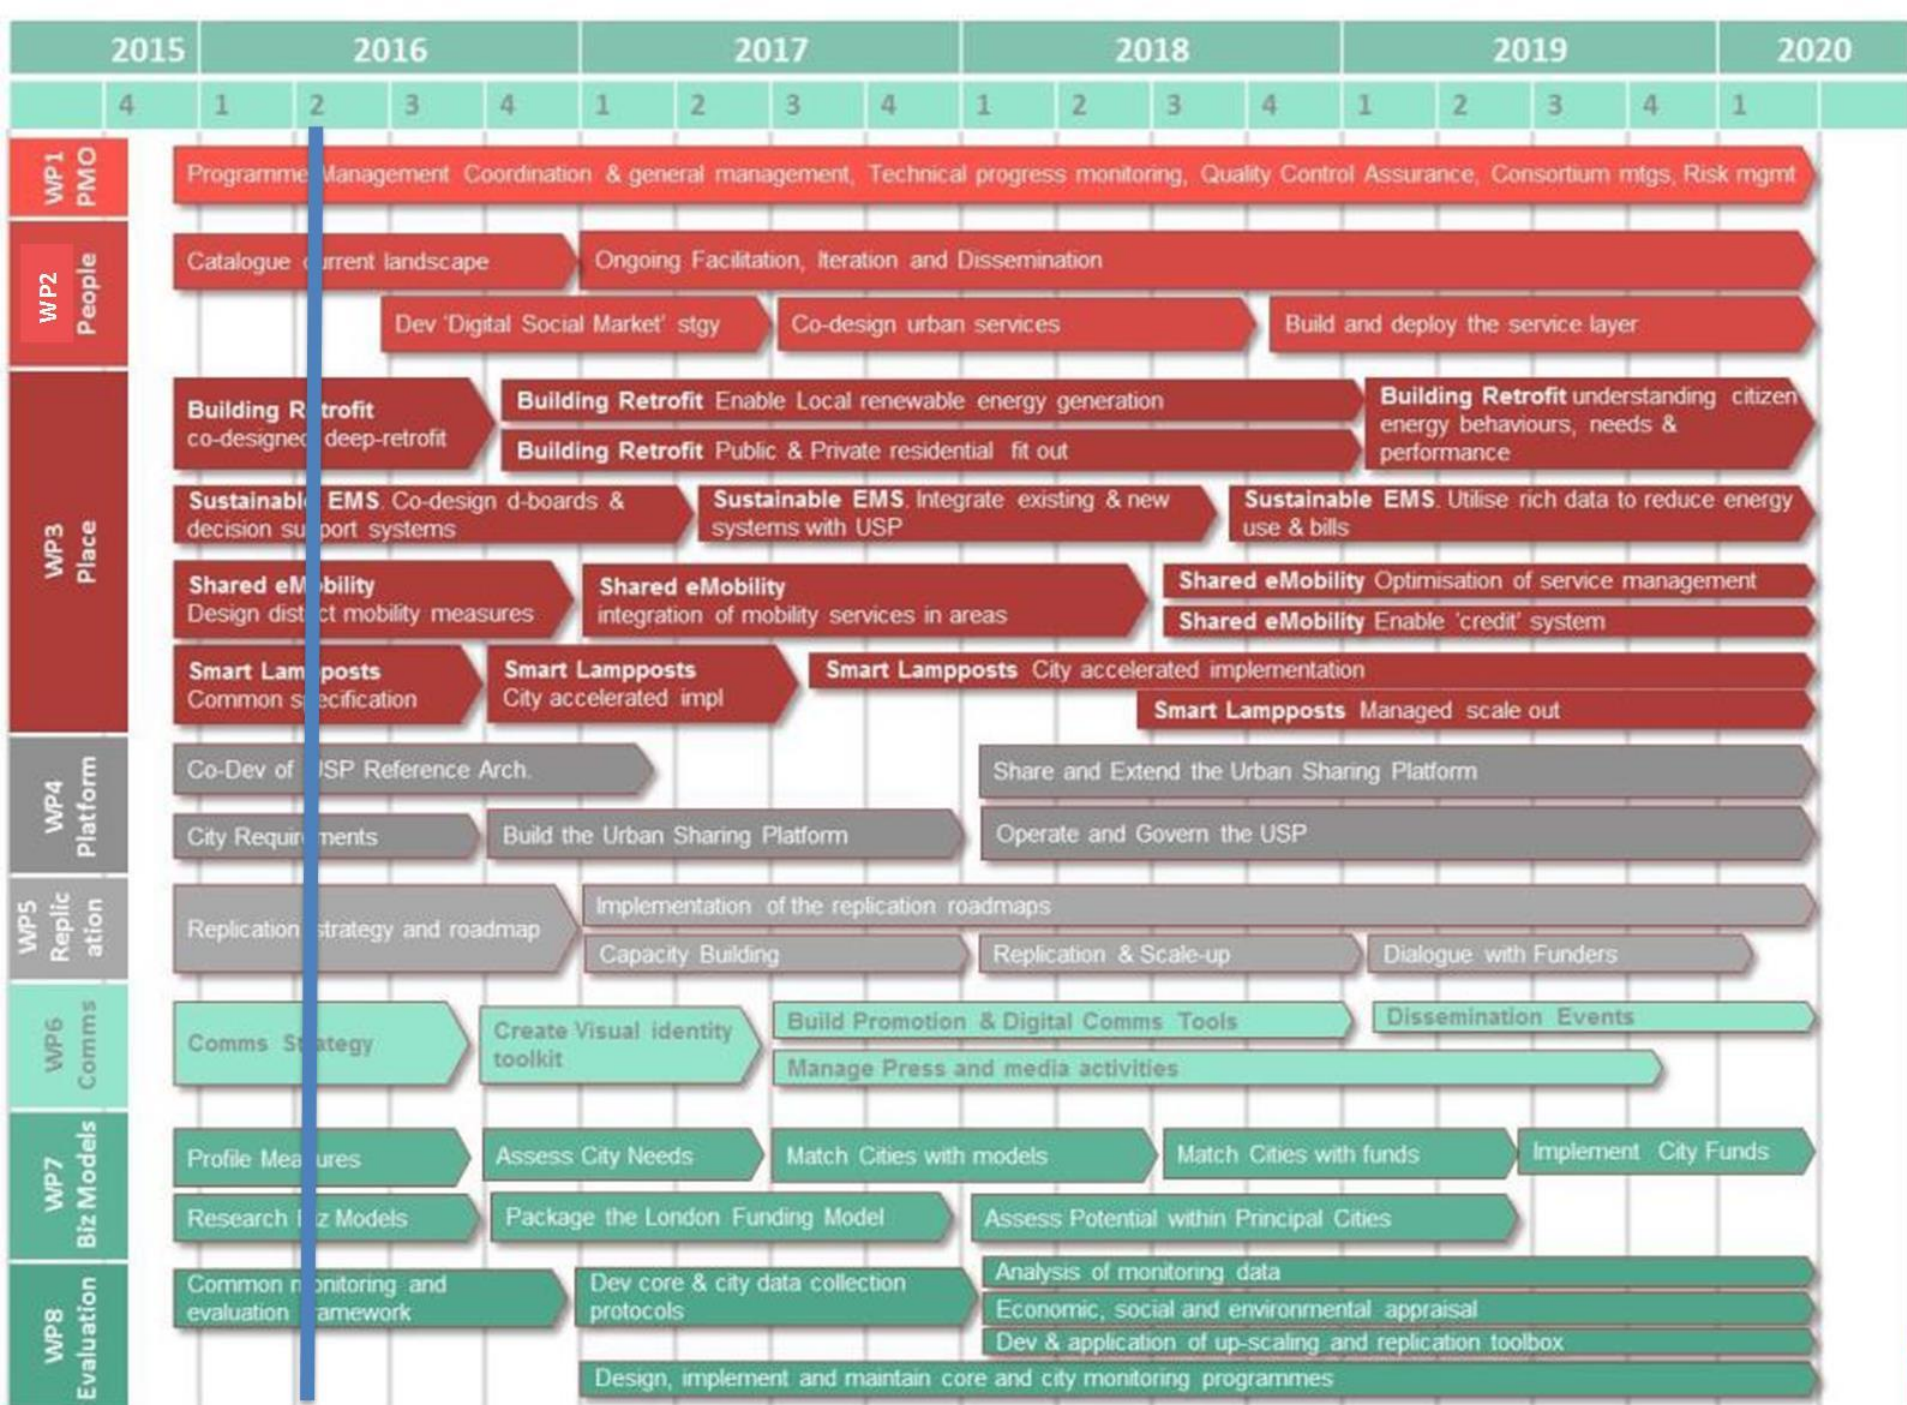 2015 2016 2017 2018 2019 2020
4 1 2 3 4 1 2 3 4 1 2 3 4 1 2 3 4 1
WP1
PMO
Programme Management Coordination & general management, Technical progress monitoring, Quality Control Assurance, Consortium mtgs, Risk mgmt
WP2
People
Catalogue current landscape
Ongoing Facilitation, Iteration and Dissemination
Dev 'Digital Social Market' stgy
Co-design urban services
Build and deploy the service layer
WP3
Place
Building Retrofit
co-designed deep-retrofit
Building Retrofit Enable Local renewable energy generation
Building Retrofit Public & Private residential fit out
Building Retrofit understanding citizen
energy behaviours, needs &
performance
Sustainable EMS. Co-design d-boards &
decision support systems
Sustainable EMS. Integrate existing & new
systems with USP
Sustainable EMS. Utilise rich data to reduce energy
use & bills
Shared eMobility
Design district mobility measures
Shared eMobility
integration of mobility services in areas
Shared eMobility Optimisation of service management
Shared eMobility Enable 'credit' system
Smart Lampposts
Common specification
Smart Lampposts
City accelerated impl
Smart Lampposts City accelerated implementation
Smart Lampposts Managed scale out
WP4
Platform
Co-Dev of USP Reference Arch.
Share and Extend the Urban Sharing Platform
City Requirements
Build the Urban Sharing Platform
Operate and Govern the USP
WP5
Replic
ation
Replication strategy and roadmap
Implementation of the replication roadmaps
Capacity Building
Replication & Scale-up
Dialogue with Funders
WP6
Comms
Comms Strategy
Create Visual identity
toolkit
Build Promotion & Digital Comms Tools
Dissemination Events
Manage Press and media activities
WP7
Biz Models
Profile Measures
Assess City Needs
Match Cities with models
Match Cities with funds
Implement City Funds
Research Biz Models
Package the London Funding Model
Assess Potential within Principal Cities
WP8
Evaluation
Common monitoring and
evaluation framework
Dev core & city data collection
protocols
Analysis of monitoring data
Economic, social and environmental appraisal
Dev & application of up-scaling and replication toolbox
Design, implement and maintain core and city monitoring programmes